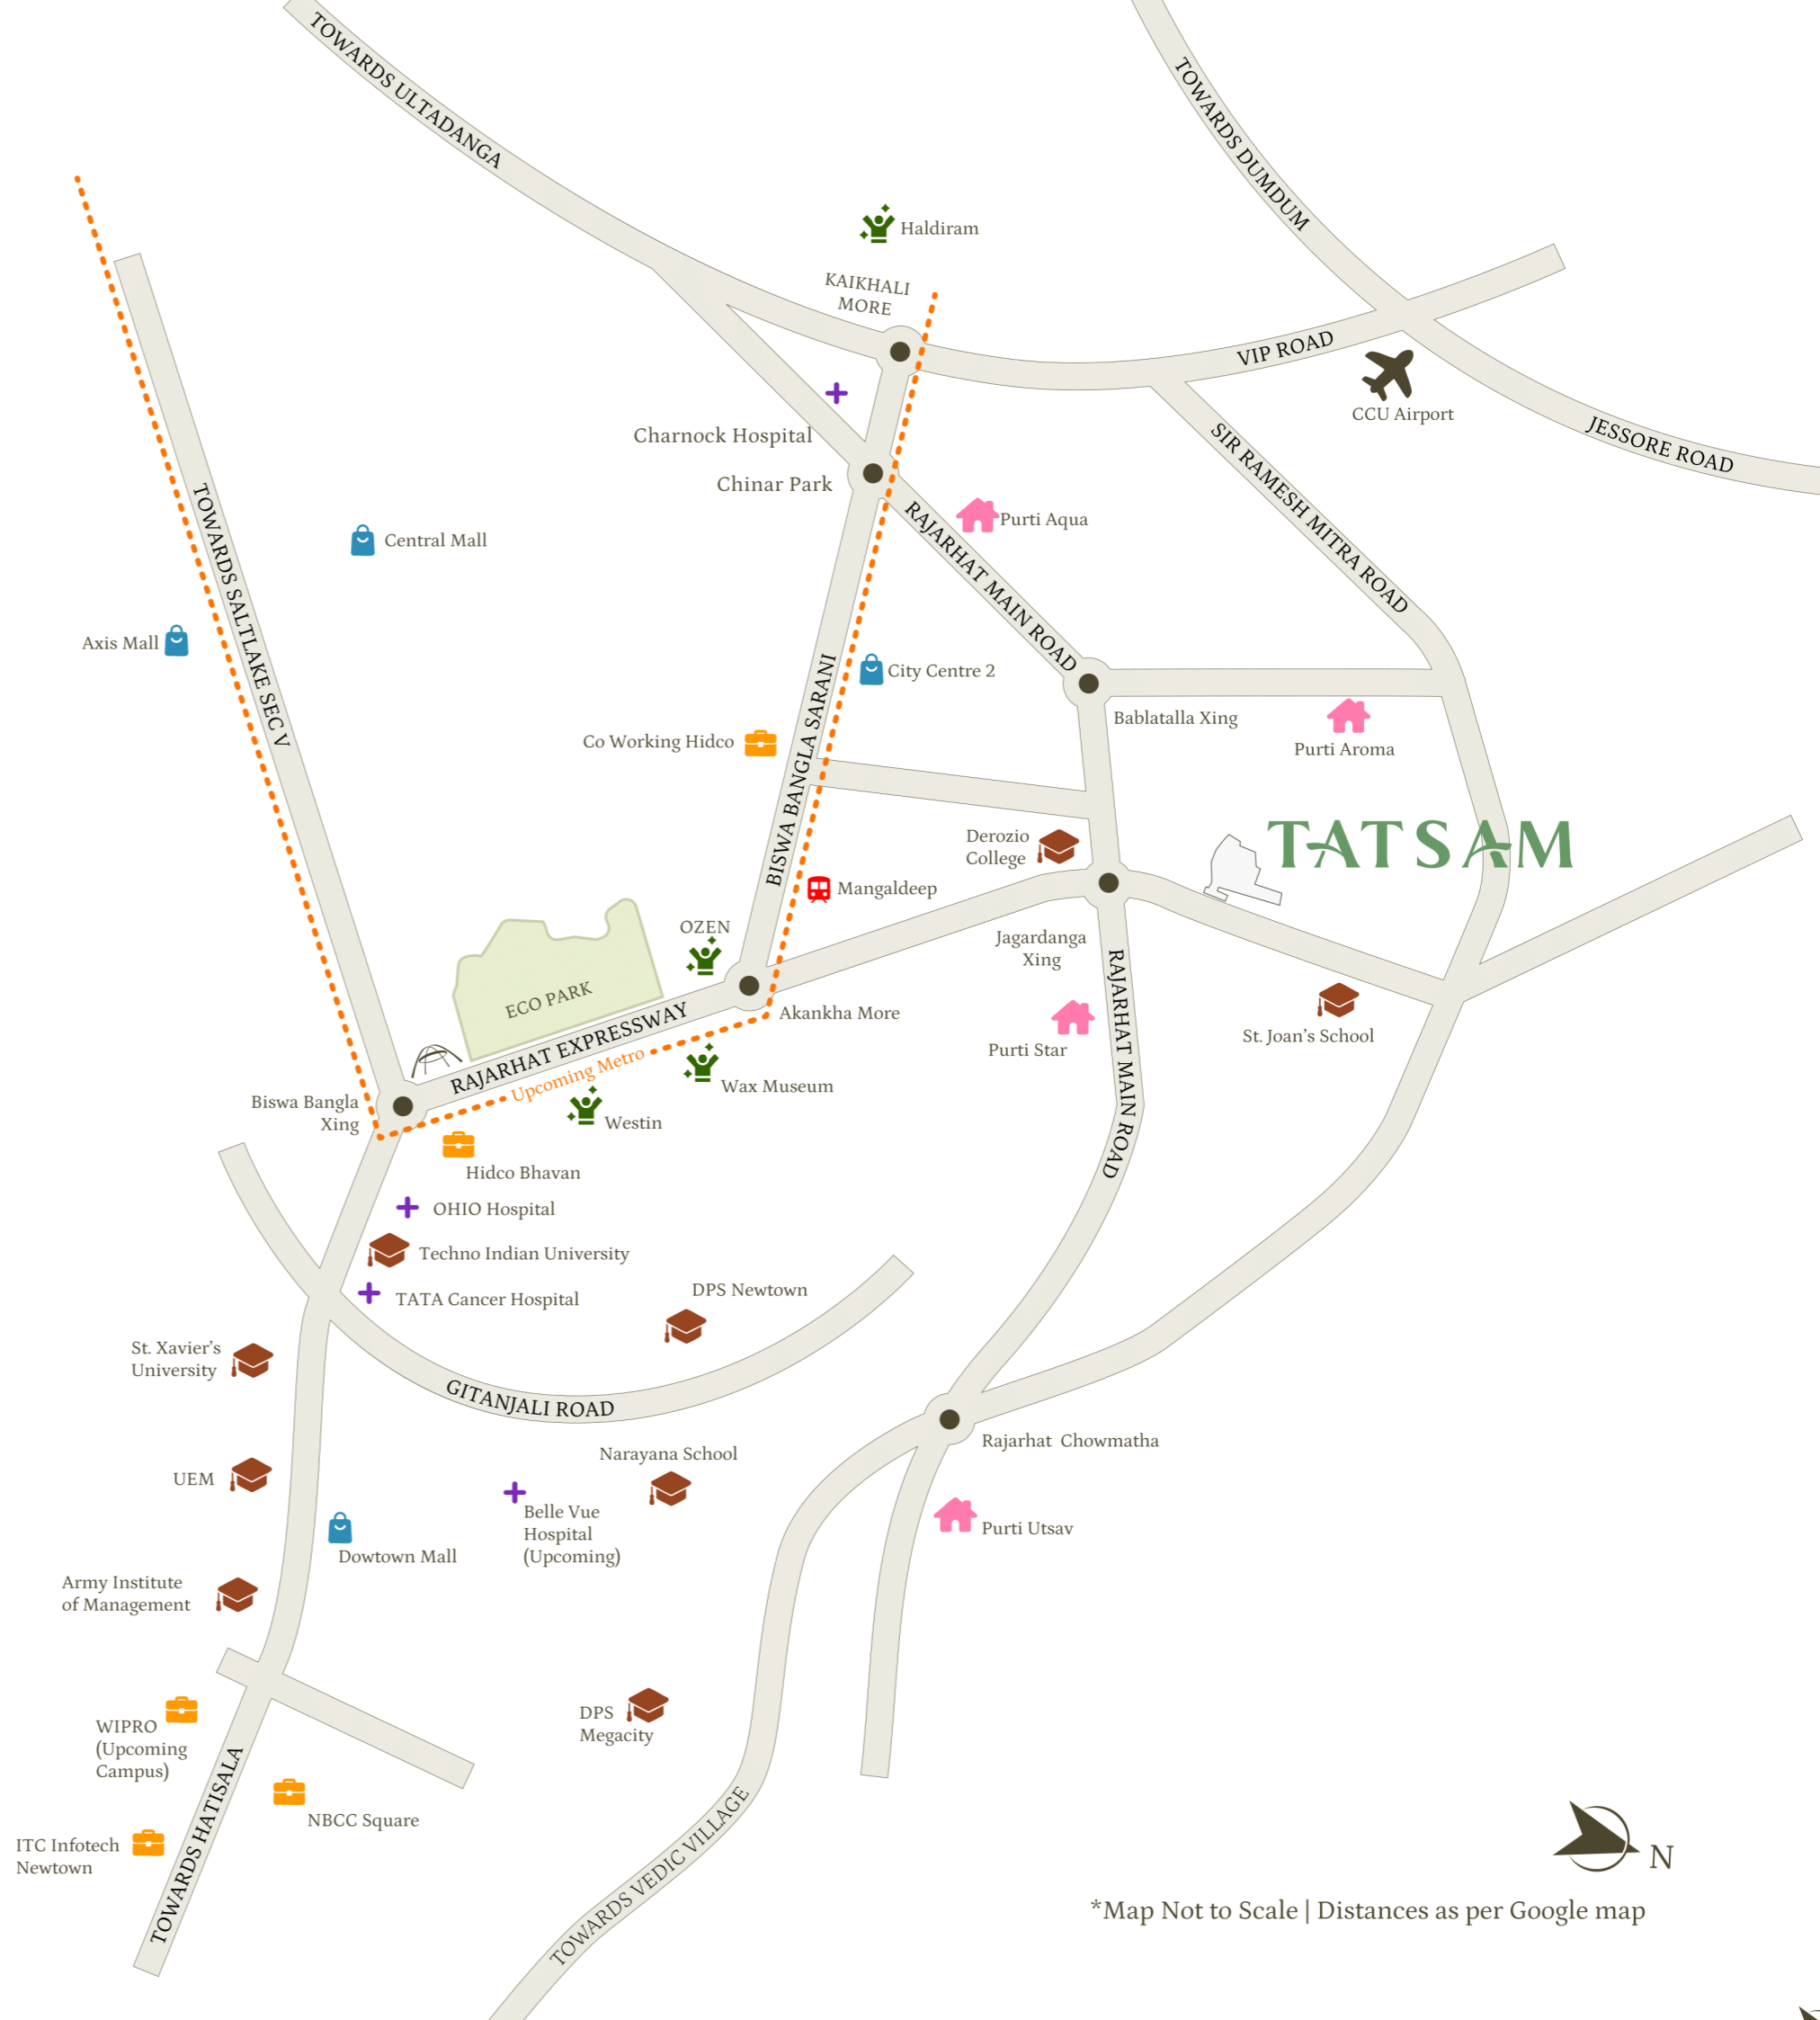 TOWARDS ULTADANGA
TOWARDS DUMDUM
Haldiram
KAIKHALI
MORE
VIP ROAD
CCU Airport
JESSORE ROAD
Charnock Hospital
Chinar Park
SIR RAMESH MITRA ROAD
Purti Aqua
RAJARHAT MAIN ROAD
TOWARDS SALTLAKE SEC V
Central Mall
Axis Mall
City Centre 2
BISWA BANGLA SARANI
Co Working Hidco
Bablatalla Xing
Purti Aroma
Derozio
College
TATSAM
Mangaldeep
OZEN
Jagardanga
Xing
ECO PARK
Akankha More
RAJARHAT EXPRESSWAY
Upcoming Metro
Purti Star
RAJARHAT MAIN ROAD
St. Joan's School
Wax Museum
Biswa Bangla
Xing
Westin
Hidco Bhavan
OHIO Hospital
Techno Indian University
TATA Cancer Hospital
DPS Newtown
St. Xavier's
University
GITANJALI ROAD
Rajarhat Chowmatha
Narayana School
UEM
Belle Vue
Hospital
(Upcoming)
Purti Utsav
Dowtown Mall
Army Institute
of Management
DPS
Megacity
WIPRO
(Upcoming
Campus)
NBCC Square
ITC Infotech
Newtown
TOWARDS HATISALA
TOWARDS VEDIC VILLAGE
N
*Map Not to Scale | Distances as per Google map